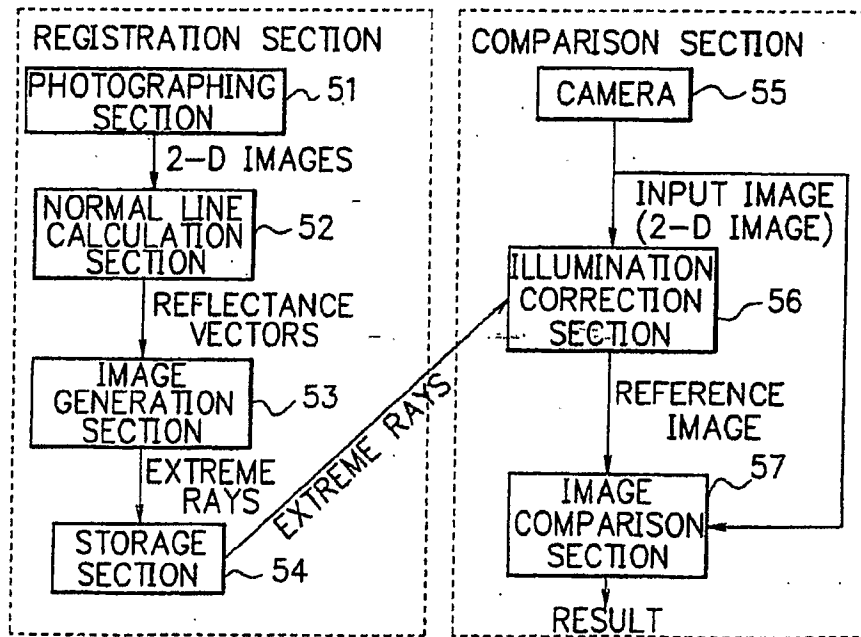 REGISTRATION SECTION
PHOTOGRAPHING
SECTION
51
2-D IMAGES
NORMAL LINE
CALCULATION
SECTION
52
REFLECTANCE
VECTORS
IMAGE
GENERATION
SECTION
53
EXTREME
RAYS
STORAGE
SECTION
54
EXTREME RAYS
COMPARISON SECTION
CAMERA
55
INPUT IMAGE
(2-D IMAGE)
ILLUMINATION
CORRECTION
SECTION
56
REFERENCE
IMAGE
IMAGE
COMPARISON
SECTION
57
RESULT